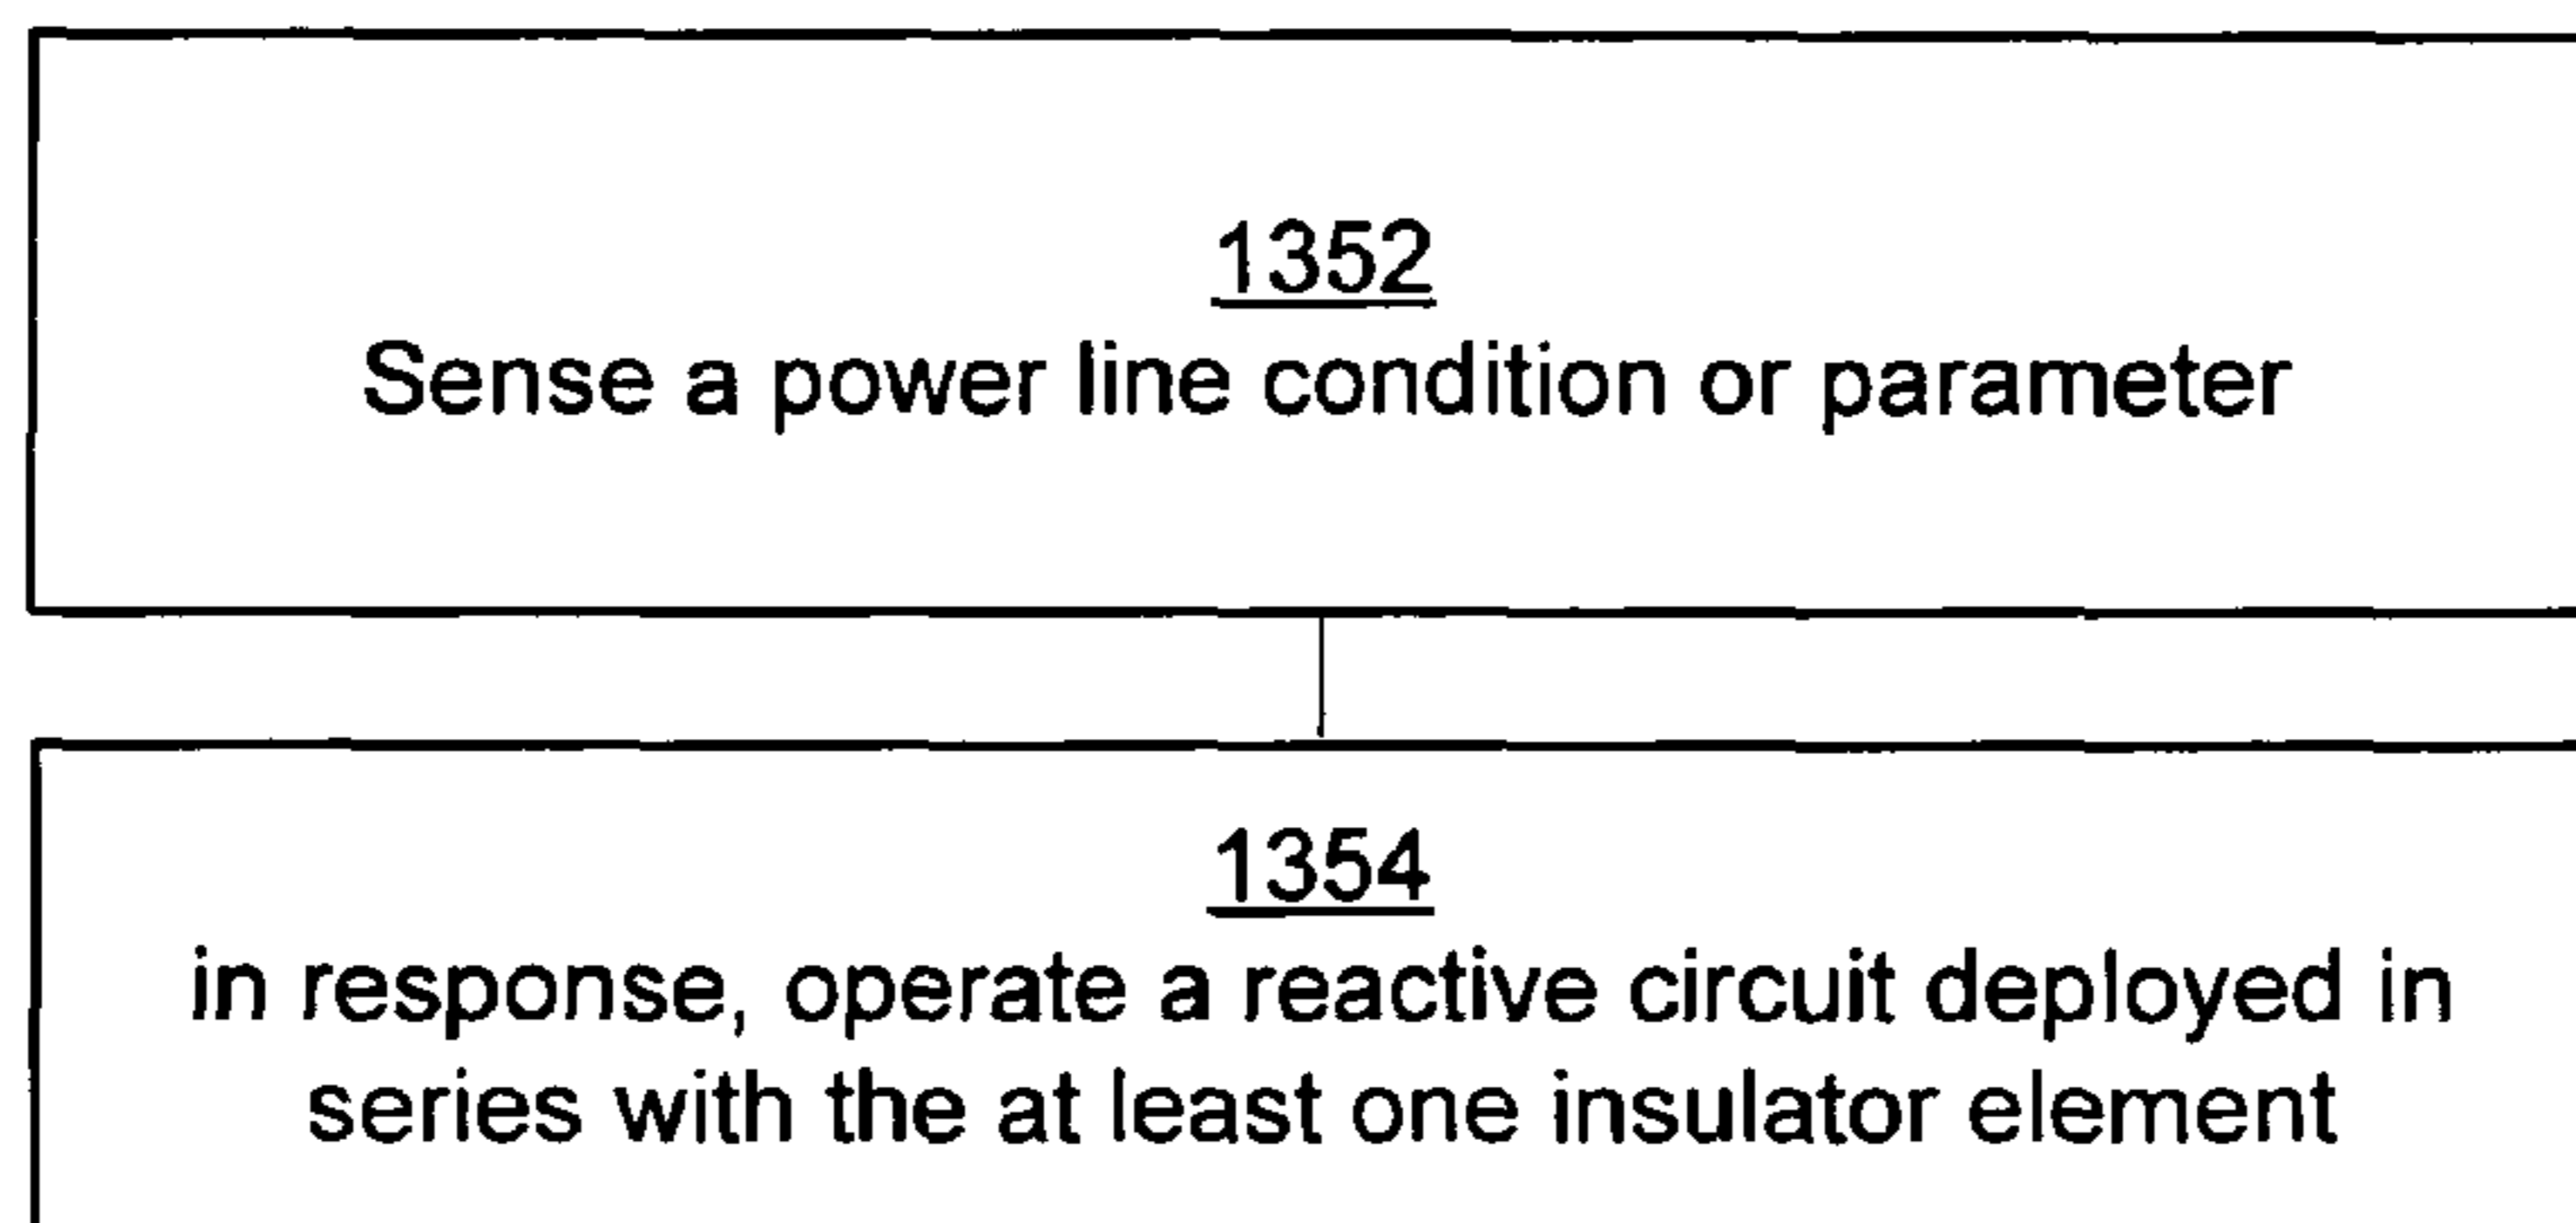 1352
Sense a power line condition or parameter
1354
in response, operate a reactive circuit deployed in
series with the at least one insulator element